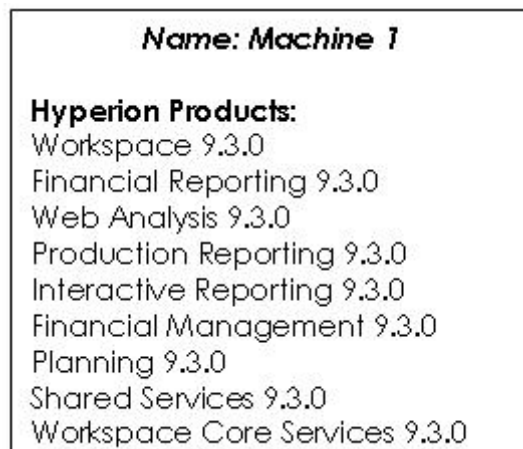 Name: Machine 1
Hyperion Products:
Workspace 9.3.0
Financial Reporting 9.3.0
Web Analysis 9.3.0
Production Reporting 9.3.0
Interactive Reporting 9.3.0
Financial Management 9.3.0
Planning 9.3.0
Shared Services 9.3.0
Workspace Core Services 9.3.0